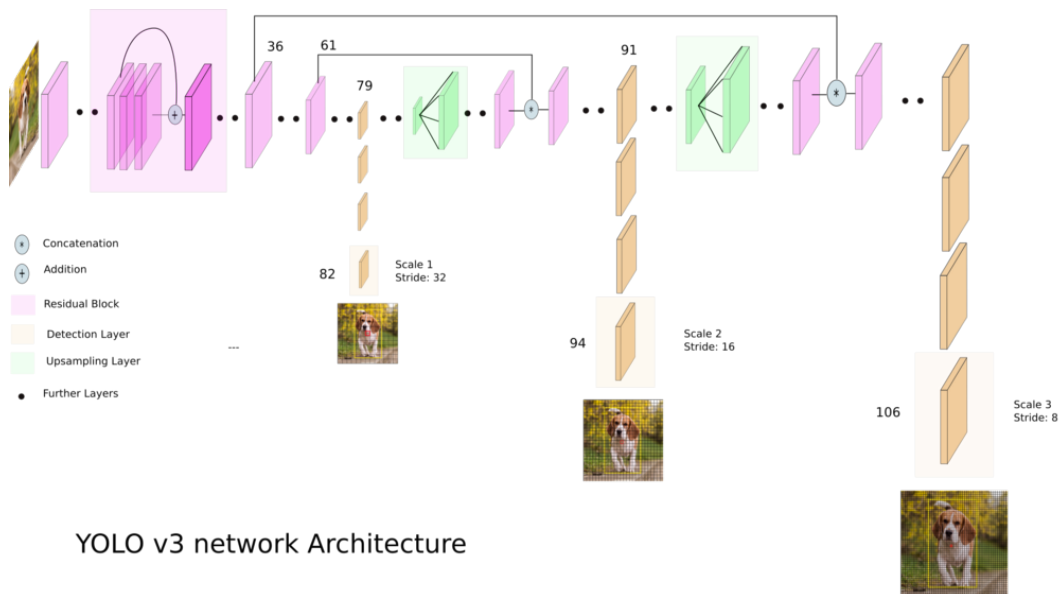 36
61
91
79
Concatenation
Addition
Residual Block
Detection Layer
Upsampling Layer
Further Layers
...
82
Scale 1
Stride: 32
94
Scale 2
Stride: 16
106
Scale 3
Stride: 8
YOLO v3 network Architecture